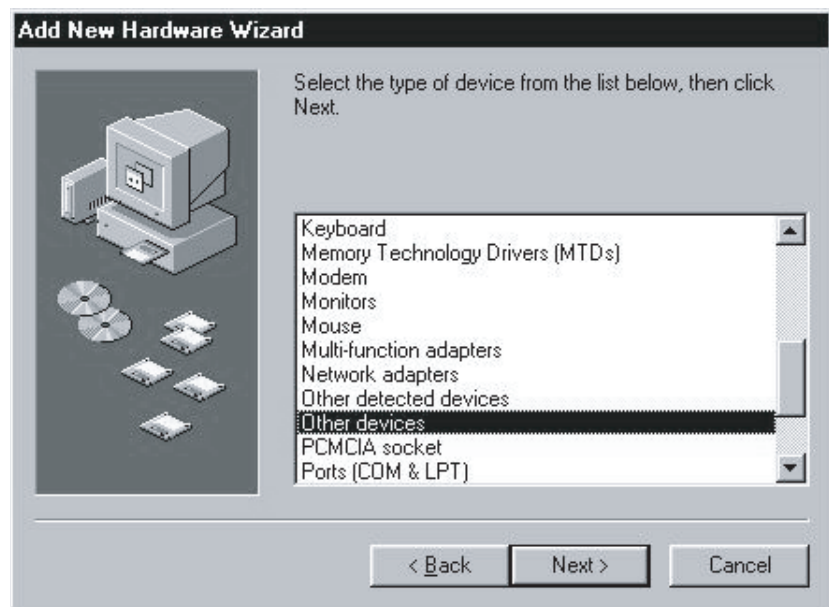 Add New Hardware Wizard
Select the type of device from the list below, then click
Next.
Keyboard
Memory Technology Drivers (MTDs)
Modem
Monitors
Mouse
Multi-function adapters
Network adapters
Other detected devices
Other devices
PCMCIA socket
Ports (COM & LPT)
< Back
Next >
Cancel